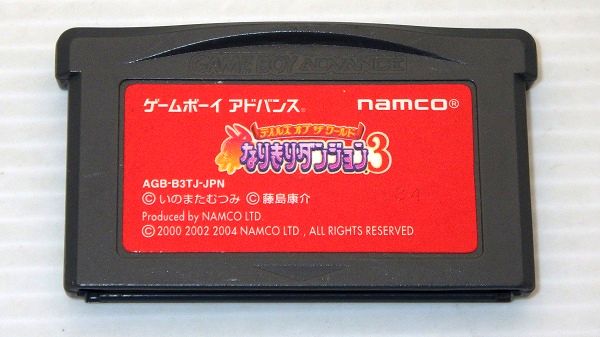 GAME BOY ADVANCE
ゲームボーイ アドバンス® namco®
テイルズ オブ ザ ワールド
なりきりダンジョン3
AGB-B3TJ-JPN
©いのまたむつみ ©藤島康介
Produced by NAMCO LTD
©2000 2002 2004 NAMCO LTD , ALL RIGHTS RESERVED